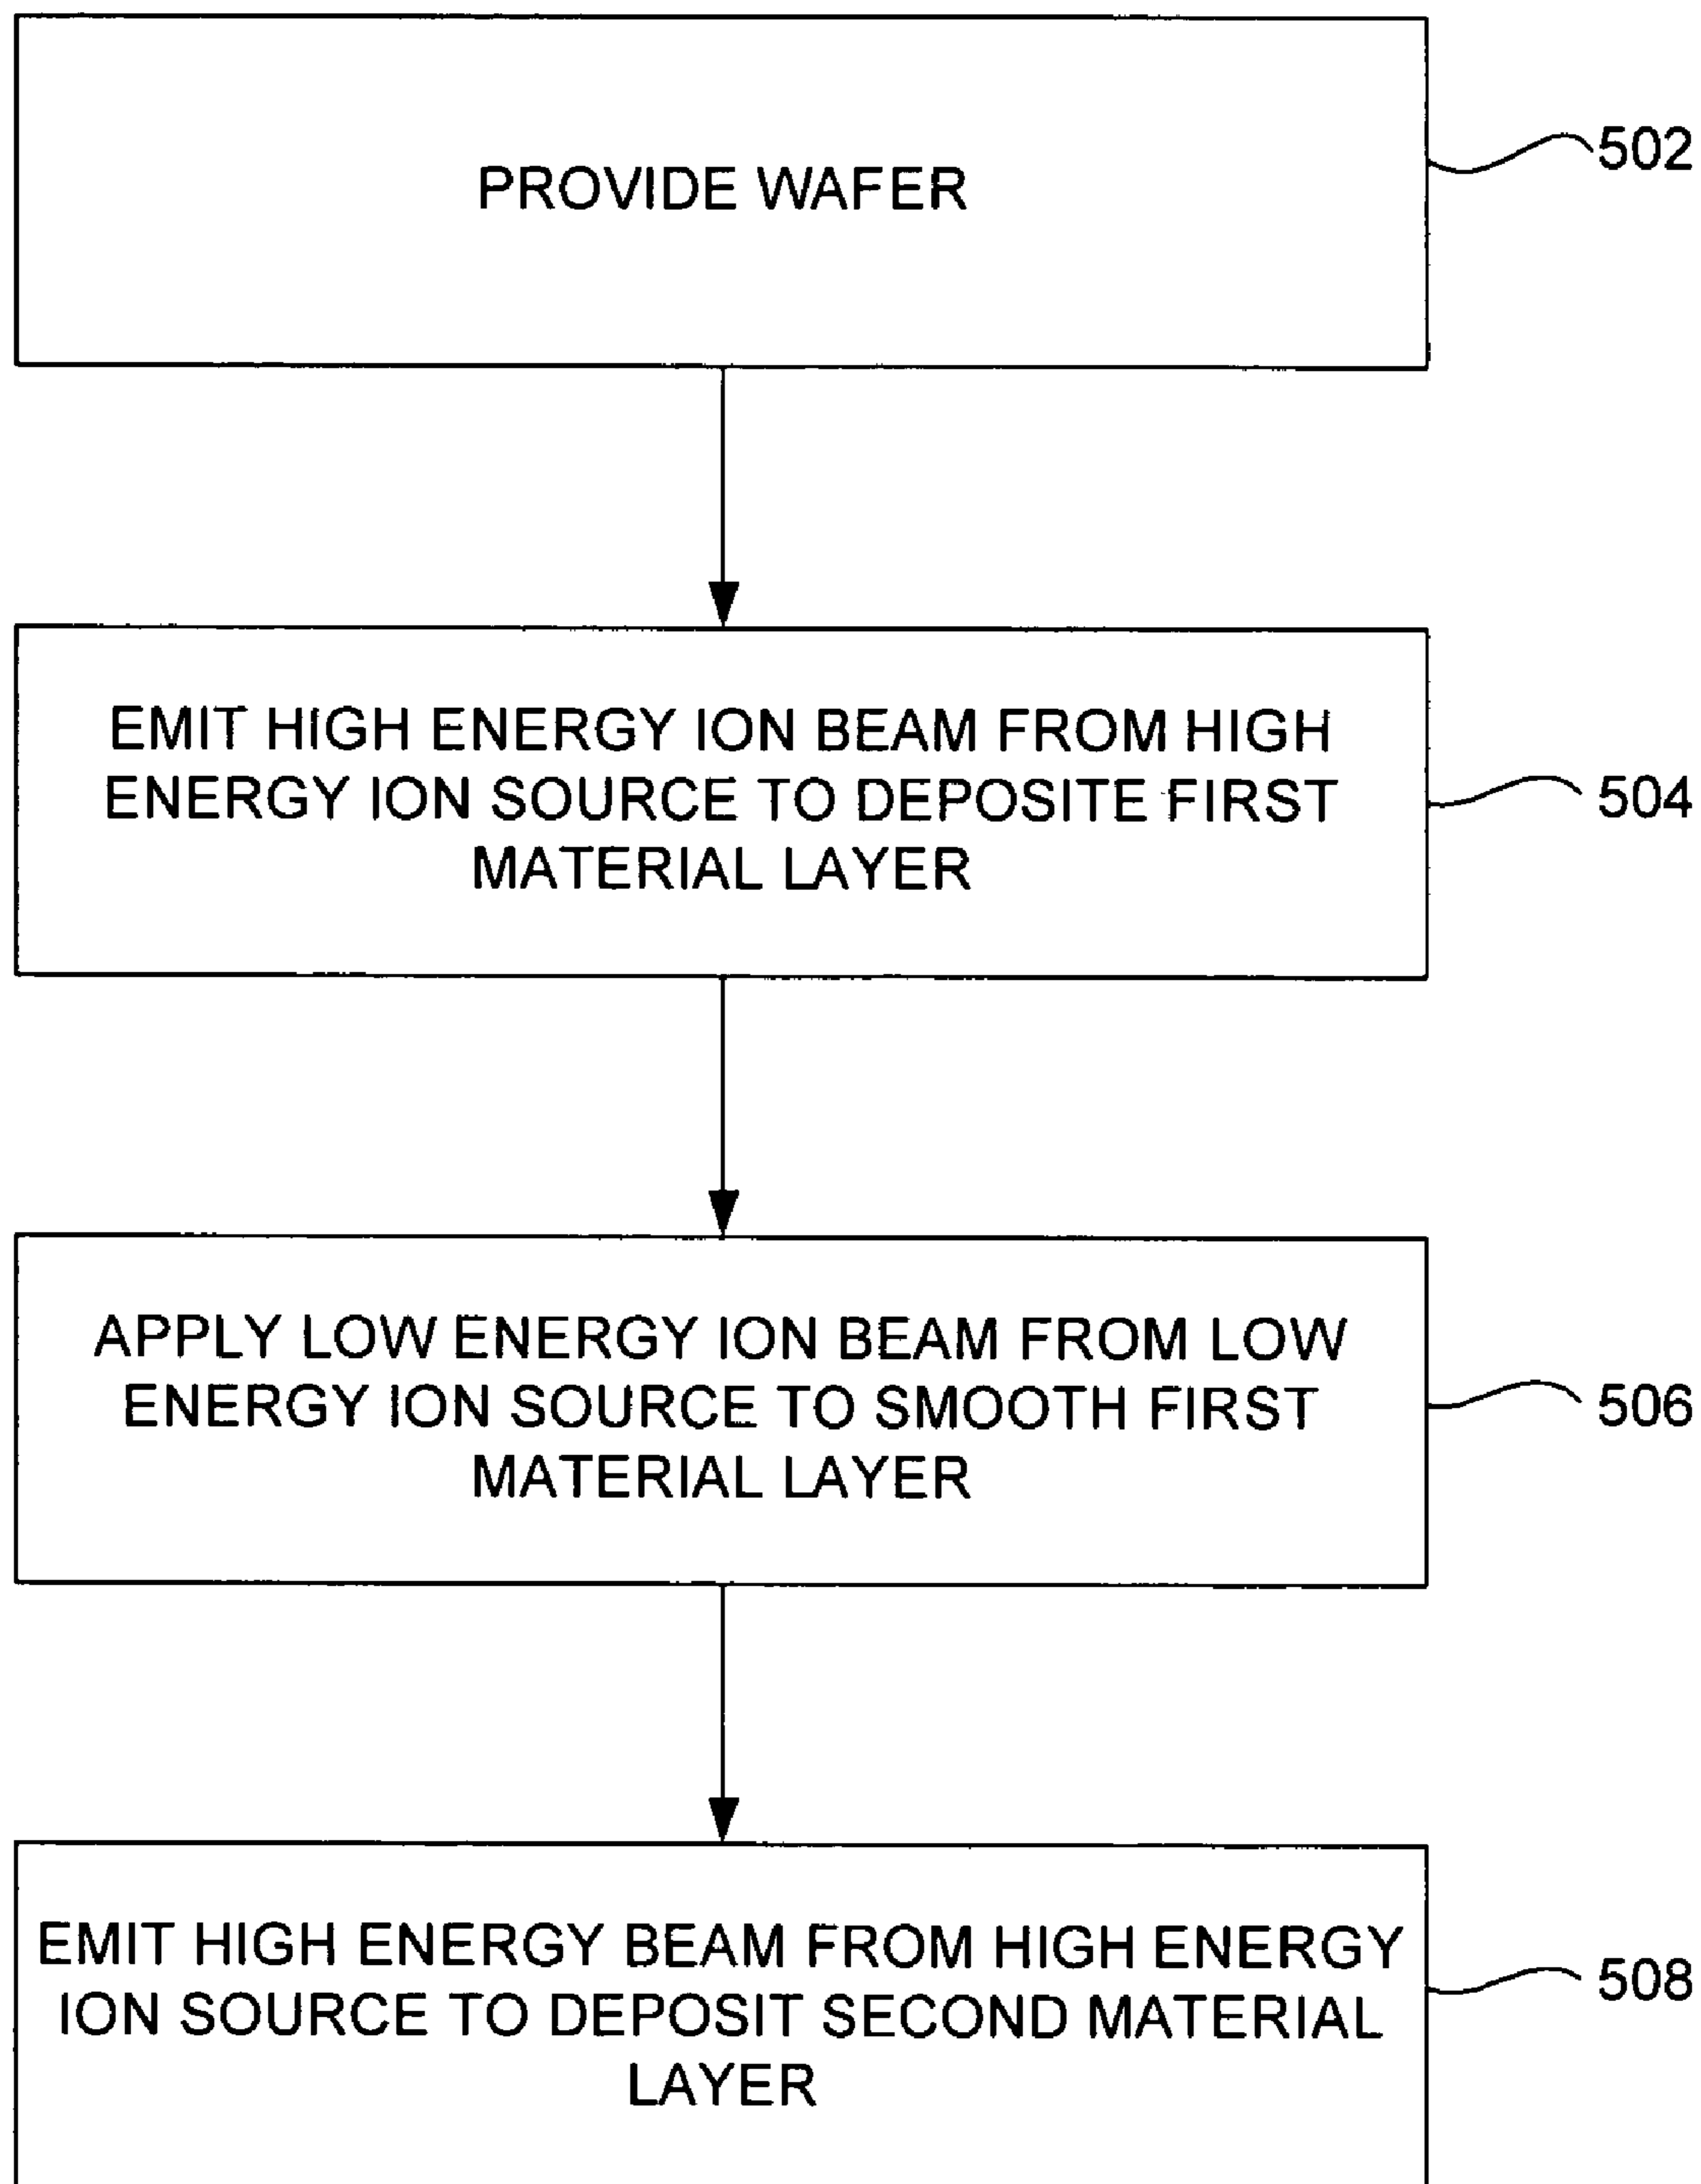 PROVIDE WAFER
502
EMIT HIGH ENERGY ION BEAM FROM HIGH
ENERGY ION SOURCE TO DEPOSITE FIRST
MATERIAL LAYER
504
APPLY LOW ENERGY ION BEAM FROM LOW
ENERGY ION SOURCE TO SMOOTH FIRST
MATERIAL LAYER
506
EMIT HIGH ENERGY BEAM FROM HIGH ENERGY
ION SOURCE TO DEPOSIT SECOND MATERIAL
LAYER
508